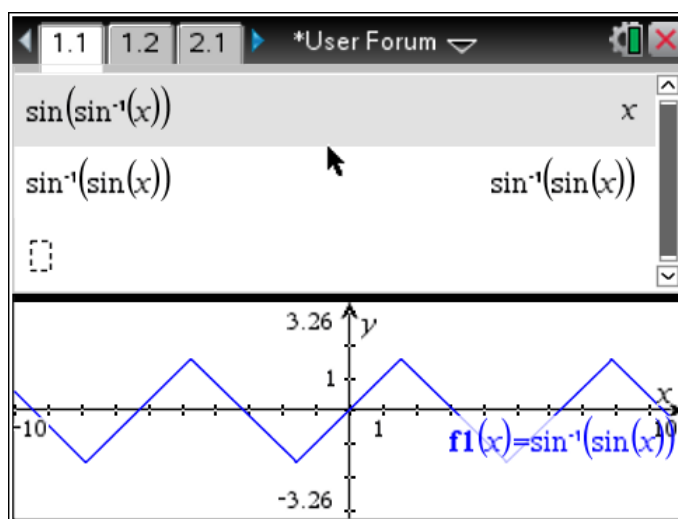 1.1 1.2 2.1 *User Forum
sin(sin⁻¹(x)) x
sin⁻¹(sin(x)) sin⁻¹(sin(x))
3.26 y
1
x
-10 1 10
f1(x)=sin⁻¹(sin(x))
-3.26